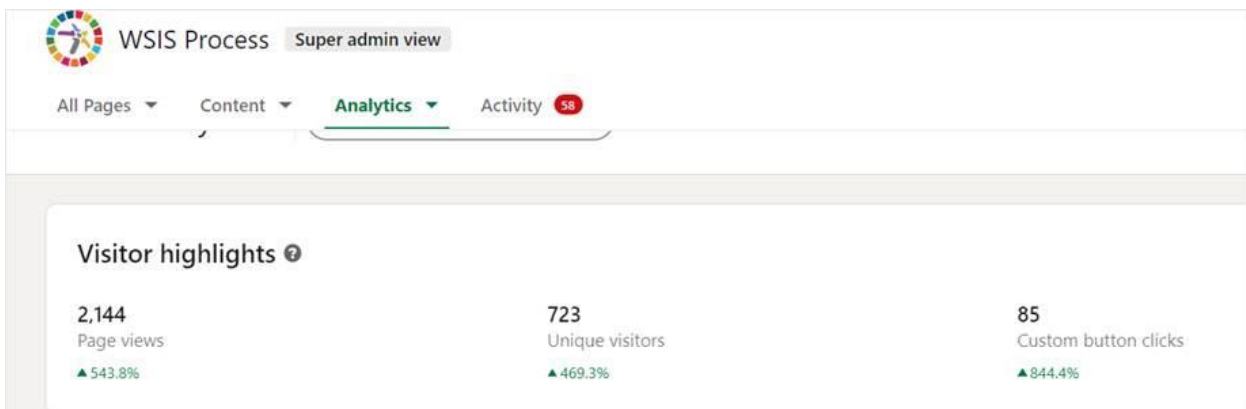 WSIS Process Super admin view
All Pages Content Analytics Activity 58
Visitor highlights ?
2,144 723 85
Page views Unique visitors Custom button clicks
▲543.8% ▲469.3% ▲844.4%